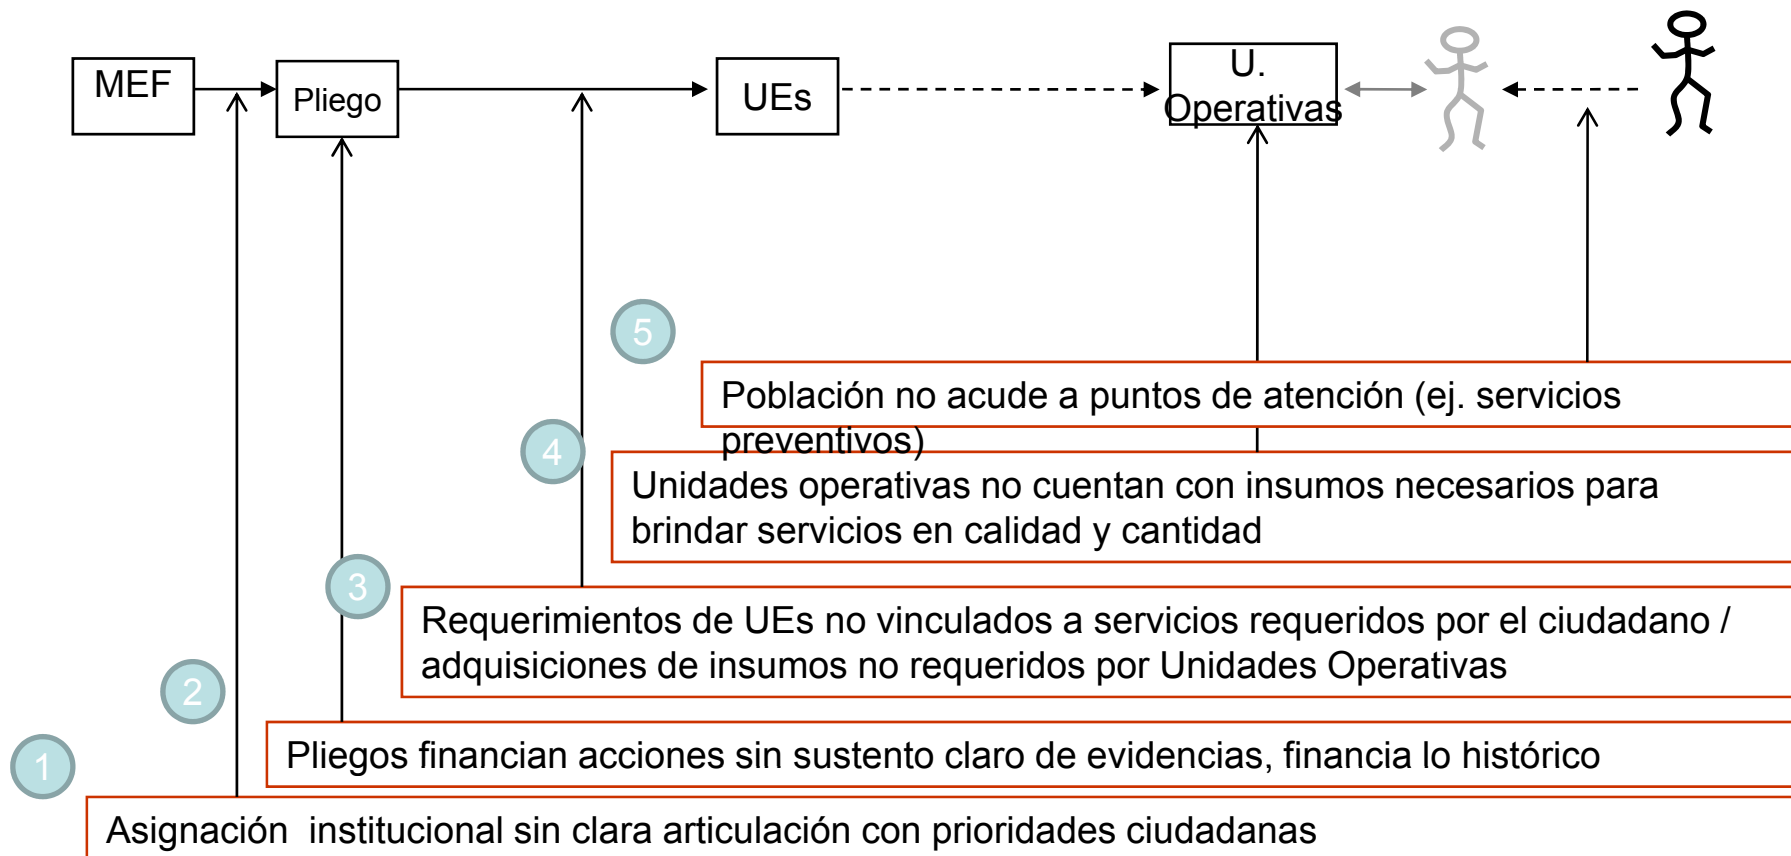 MEF
Pliego
UEs
U.
Operativas
5
Población no acude a puntos de atención (ej. servicios
preventivos)
4
Unidades operativas no cuentan con insumos necesarios para
brindar servicios en calidad y cantidad
3
Requerimientos de UEs no vinculados a servicios requeridos por el ciudadano /
adquisiciones de insumos no requeridos por Unidades Operativas
2
Pliegos financian acciones sin sustento claro de evidencias, financia lo histórico
1
Asignación institucional sin clara articulación con prioridades ciudadanas